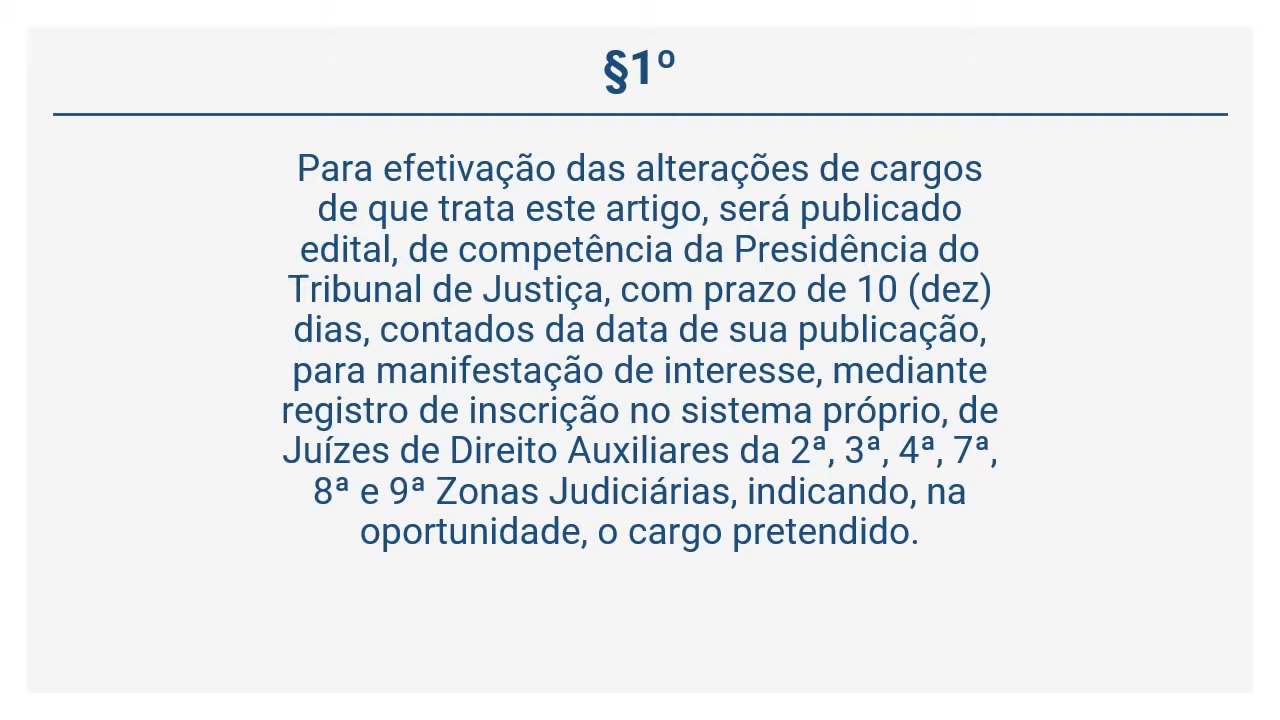 §1º
Para efetivação das alterações de cargos
de que trata este artigo, será publicado
edital, de competência da Presidência do
Tribunal de Justiça, com prazo de 10 (dez)
dias, contados da data de sua publicação,
para manifestação de interesse, mediante
registro de inscrição no sistema próprio, de
Juízes de Direito Auxiliares da 2ª, 3ª, 4ª, 7ª,
8ª e 9ª Zonas Judiciárias, indicando, na
oportunidade, o cargo pretendido.